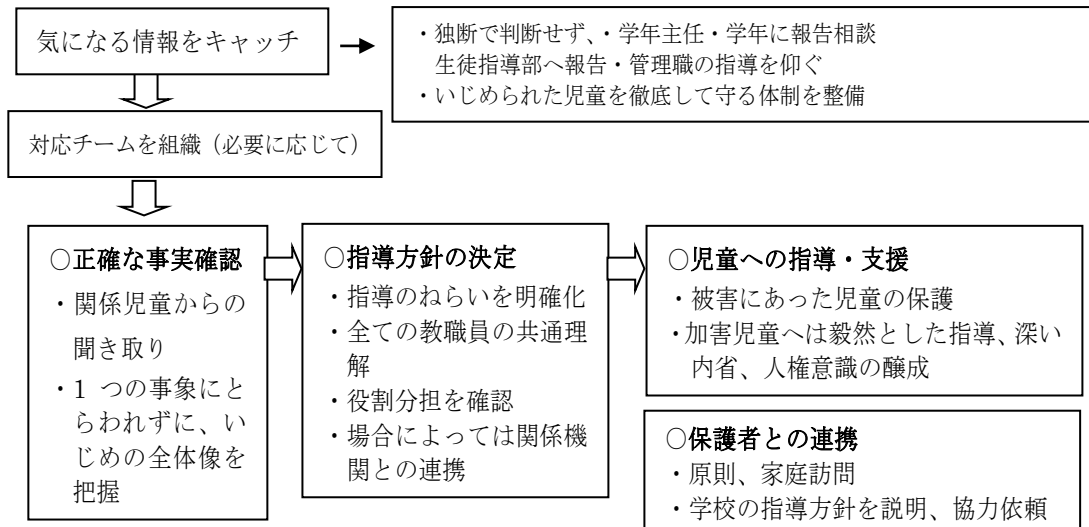 気になる情報をキャッチ
・独断で判断せず、・学年主任・学年に報告相談
生徒指導部へ報告・管理職の指導を仰ぐ
・いじめられた児童を徹底して守る体制を整備
対応チームを組織（必要に応じて）
○正確な事実確認
・関係児童からの
聞き取り
・1 つの事象にと
らわれずに、い
じめの全体像を
把握
○指導方針の決定
・指導のねらいを明確化
・全ての教職員の共通理
解
・役割分担を確認
・場合によっては関係機
関との連携
○児童への指導・支援
・被害にあった児童の保護
・加害児童へは毅然とした指導、深い
内省、人権意識の醸成
○保護者との連携
・原則、家庭訪問
・学校の指導方針を説明、協力依頼